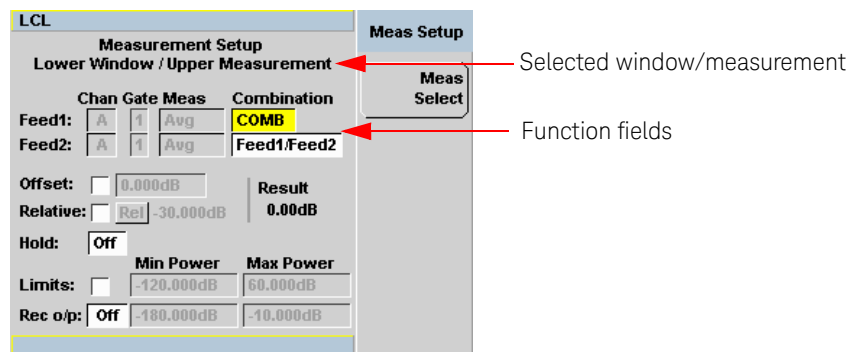 LCL
Measurement Setup
Lower Window / Upper Measurement
Chan Gate Meas Combination
Feed1: A 1 Avg COMB
Feed2: A 1 Avg Feed1/Feed2
Offset: 0.000dB Result
Relative: Rel -30.000dB 0.00dB
Hold: Off
Min Power Max Power
Limits: -120.000dB 60.000dB
Rec o/p: Off -180.000dB -10.000dB
Meas Setup
Meas
Select
Selected window/measurement
Function fields